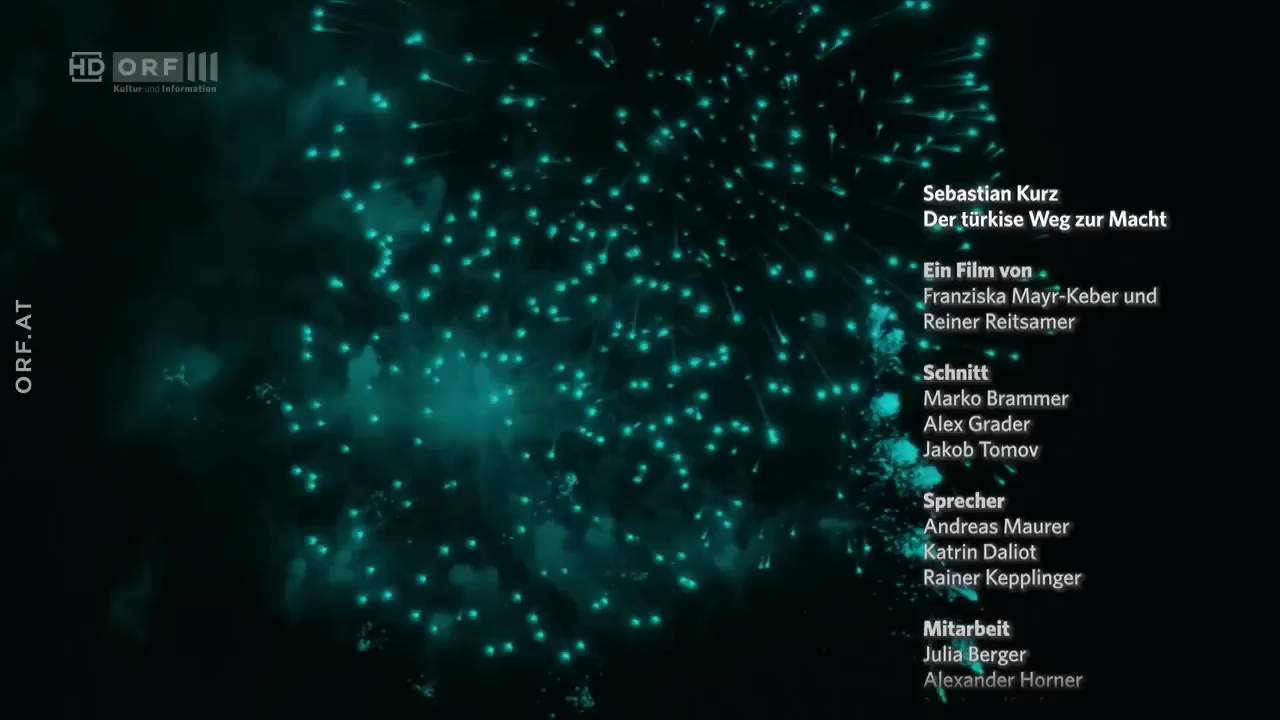 HD ORF III
Kultur und Information
ORF.AT
Sebastian Kurz
Der türkise Weg zur Macht
Ein Film von
Franziska Mayr-Keber und
Reiner Reitsamer
Schnitt
Marko Brammer
Alex Grader
Jakob Tomov
Sprecher
Andreas Maurer
Katrin Daliot
Rainer Kepplinger
Mitarbeit
Julia Berger
Alexander Horner